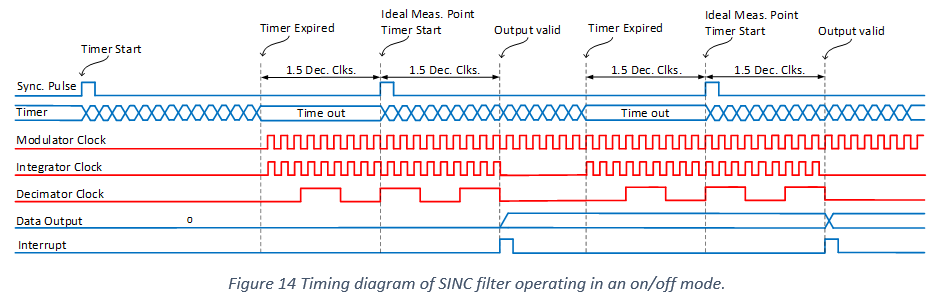 Ideal Meas. Point
Ideal Meas. Point
Timer Expired
Timer Start
Output valid
Timer Expired
Timer Start
Output valid
Timer Start
1.5 Dec. Clks.
1.5 Dec. Clks.
1.5 Dec. Clks.
1.5 Dec. Clks.
Sync. Pulse
Timer
Time out
Time out
Modulator Clock
Integrator Clock
Decimator Clock
Data Output
o
Interrupt
Figure 14 Timing diagram of SINC filter operating in an on/off mode.